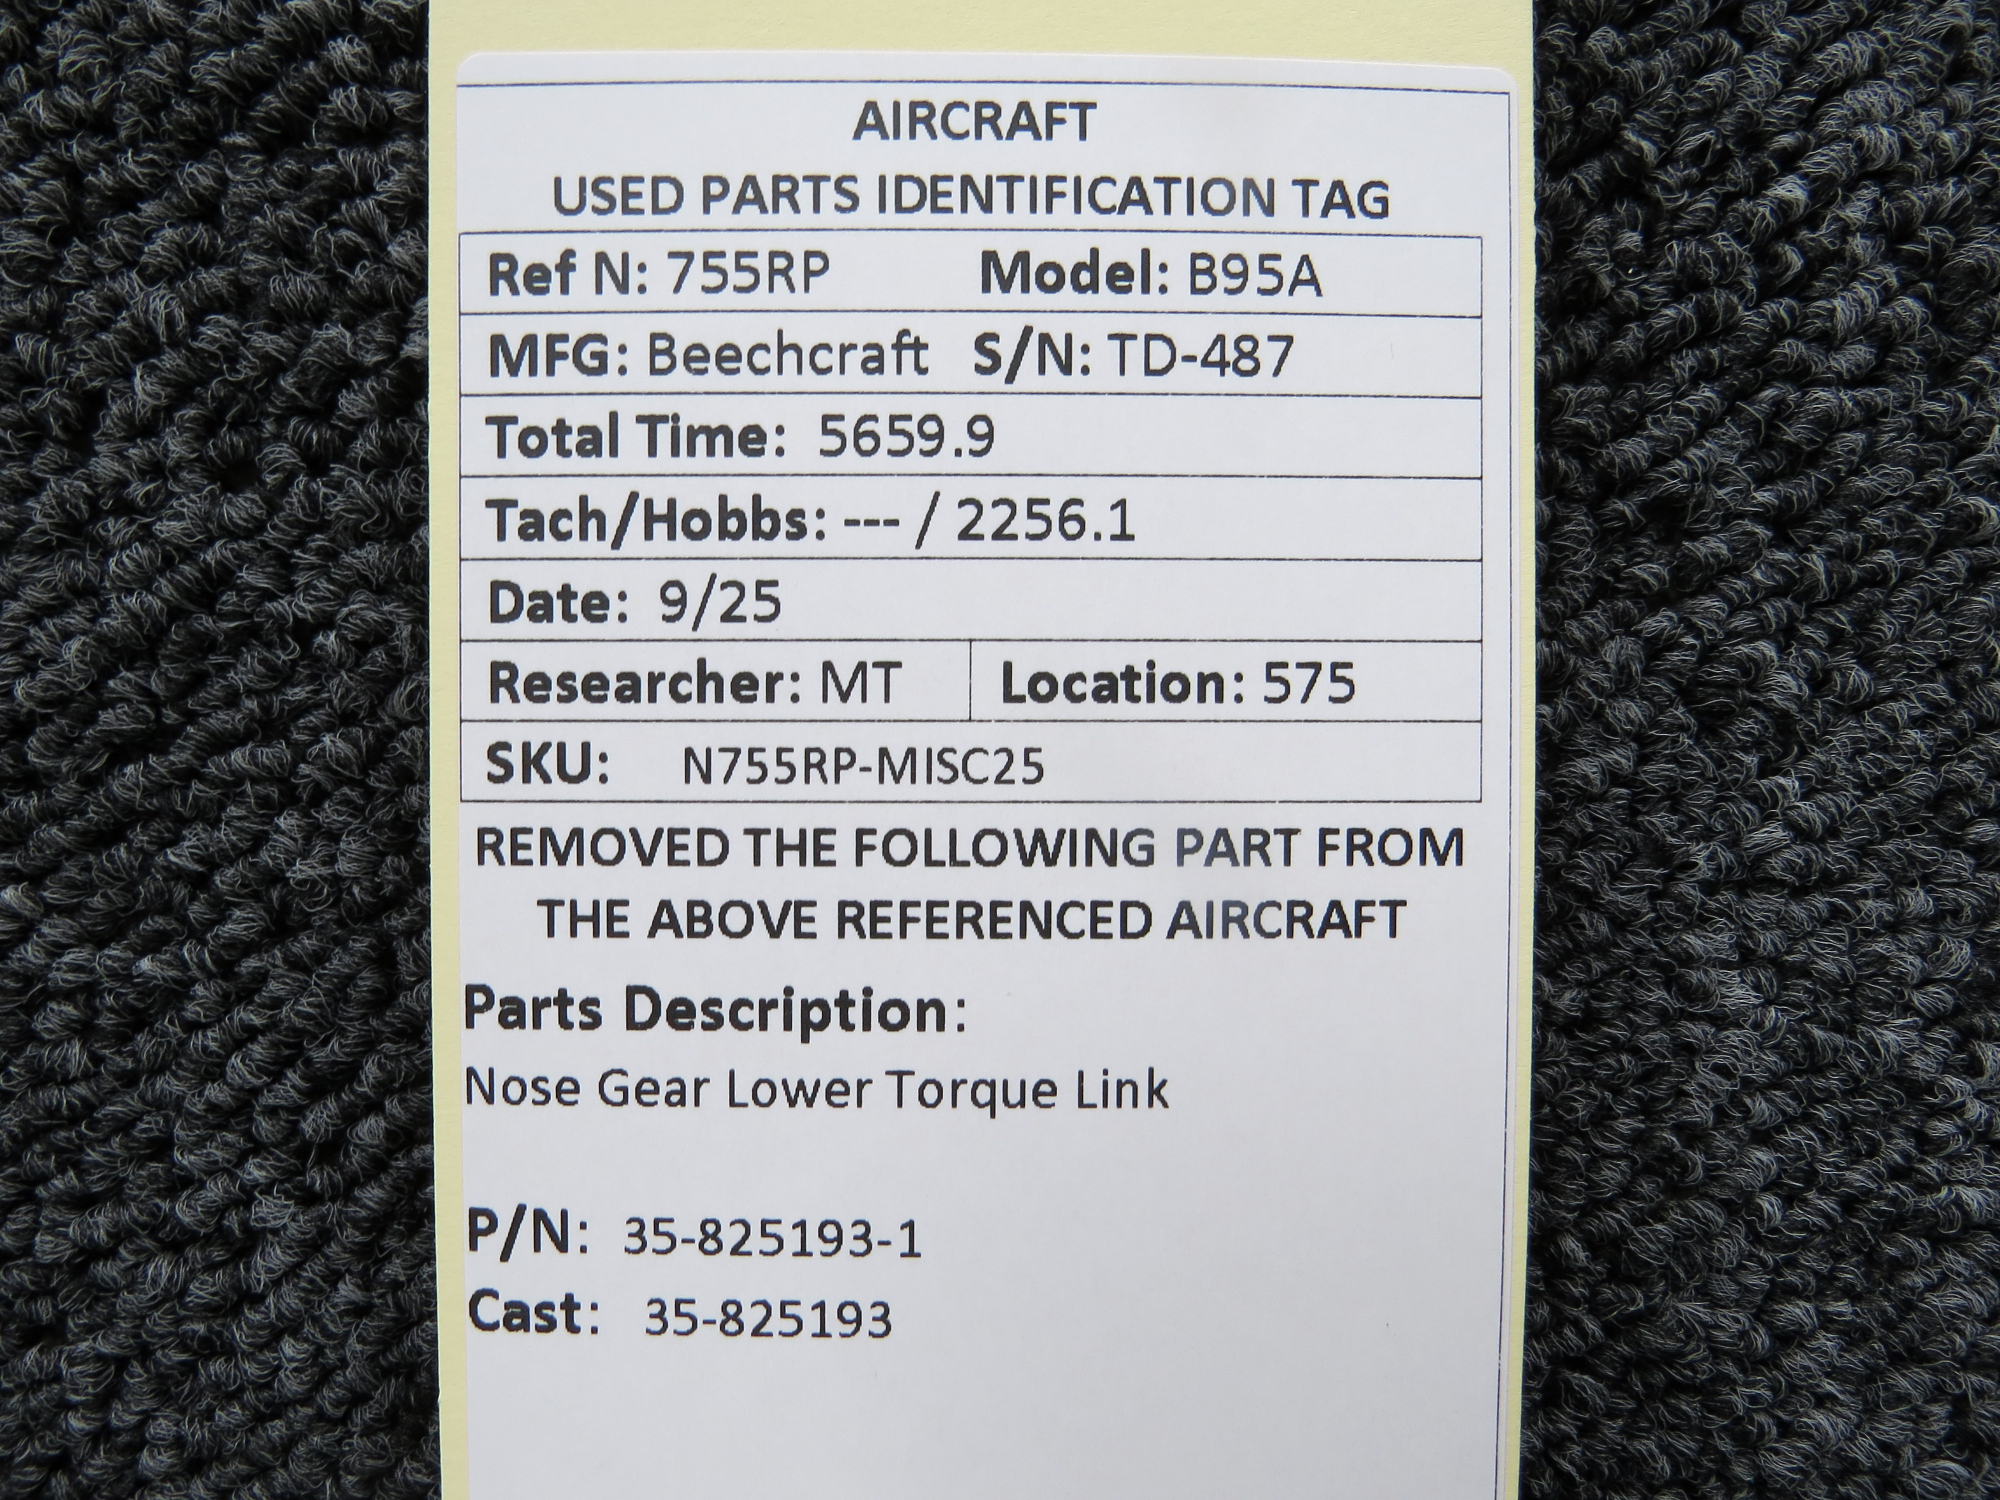 AIRCRAFT
USED PARTS IDENTIFICATION TAG
Ref N: 755RP Model: B95A
MFG: Beechcraft S/N: TD-487
Total Time: 5659.9
Tach/Hobbs: --- / 2256.1
Date: 9/25
Researcher: MT Location: 575
SKU: N755RP-MISC25
REMOVED THE FOLLOWING PART FROM
THE ABOVE REFERENCED AIRCRAFT
Parts Description:
Nose Gear Lower Torque Link
P/N: 35-825193-1
Cast: 35-825193